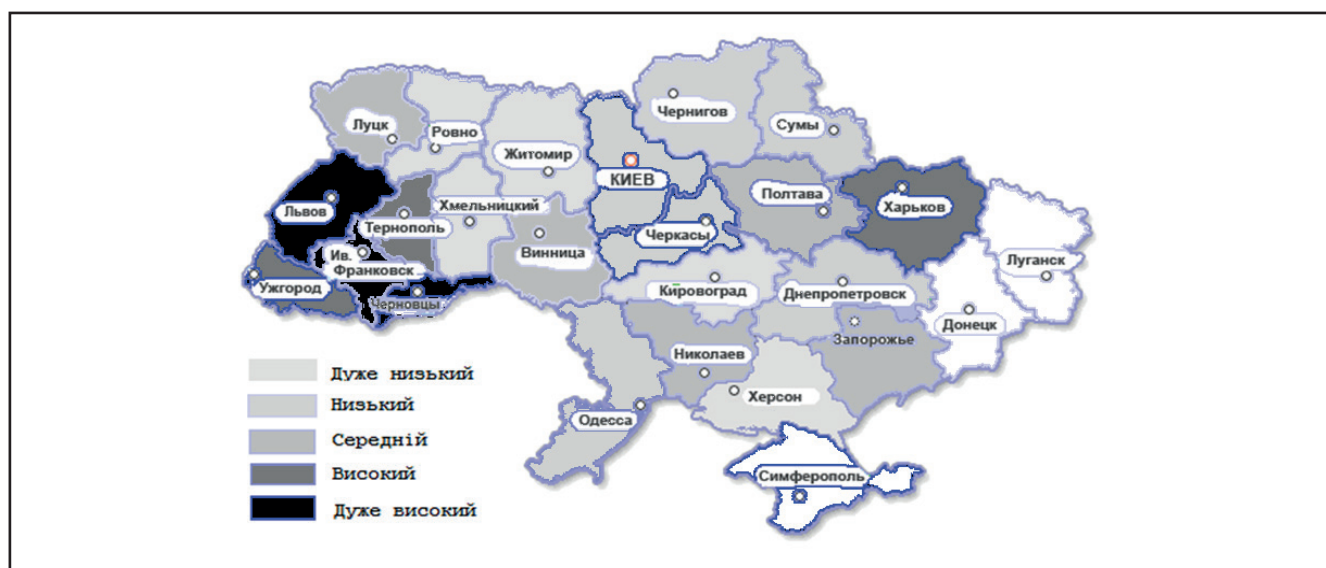 Чернигов
Сумы
Луцк
Ровно
Житомир
КИЕВ
Полтава
Харьков
Львов
Тернополь
Хмельницкий
Черкасы
Винница
Ив.
Франковск
Луганск
Ужгород
Черновцы
Кировоград
Днепропетровск
Донецк
Запорожье
Николаев
Херсон
Одесса
Симферополь
Дуже низький
Низький
Середній
Високий
Дуже високий